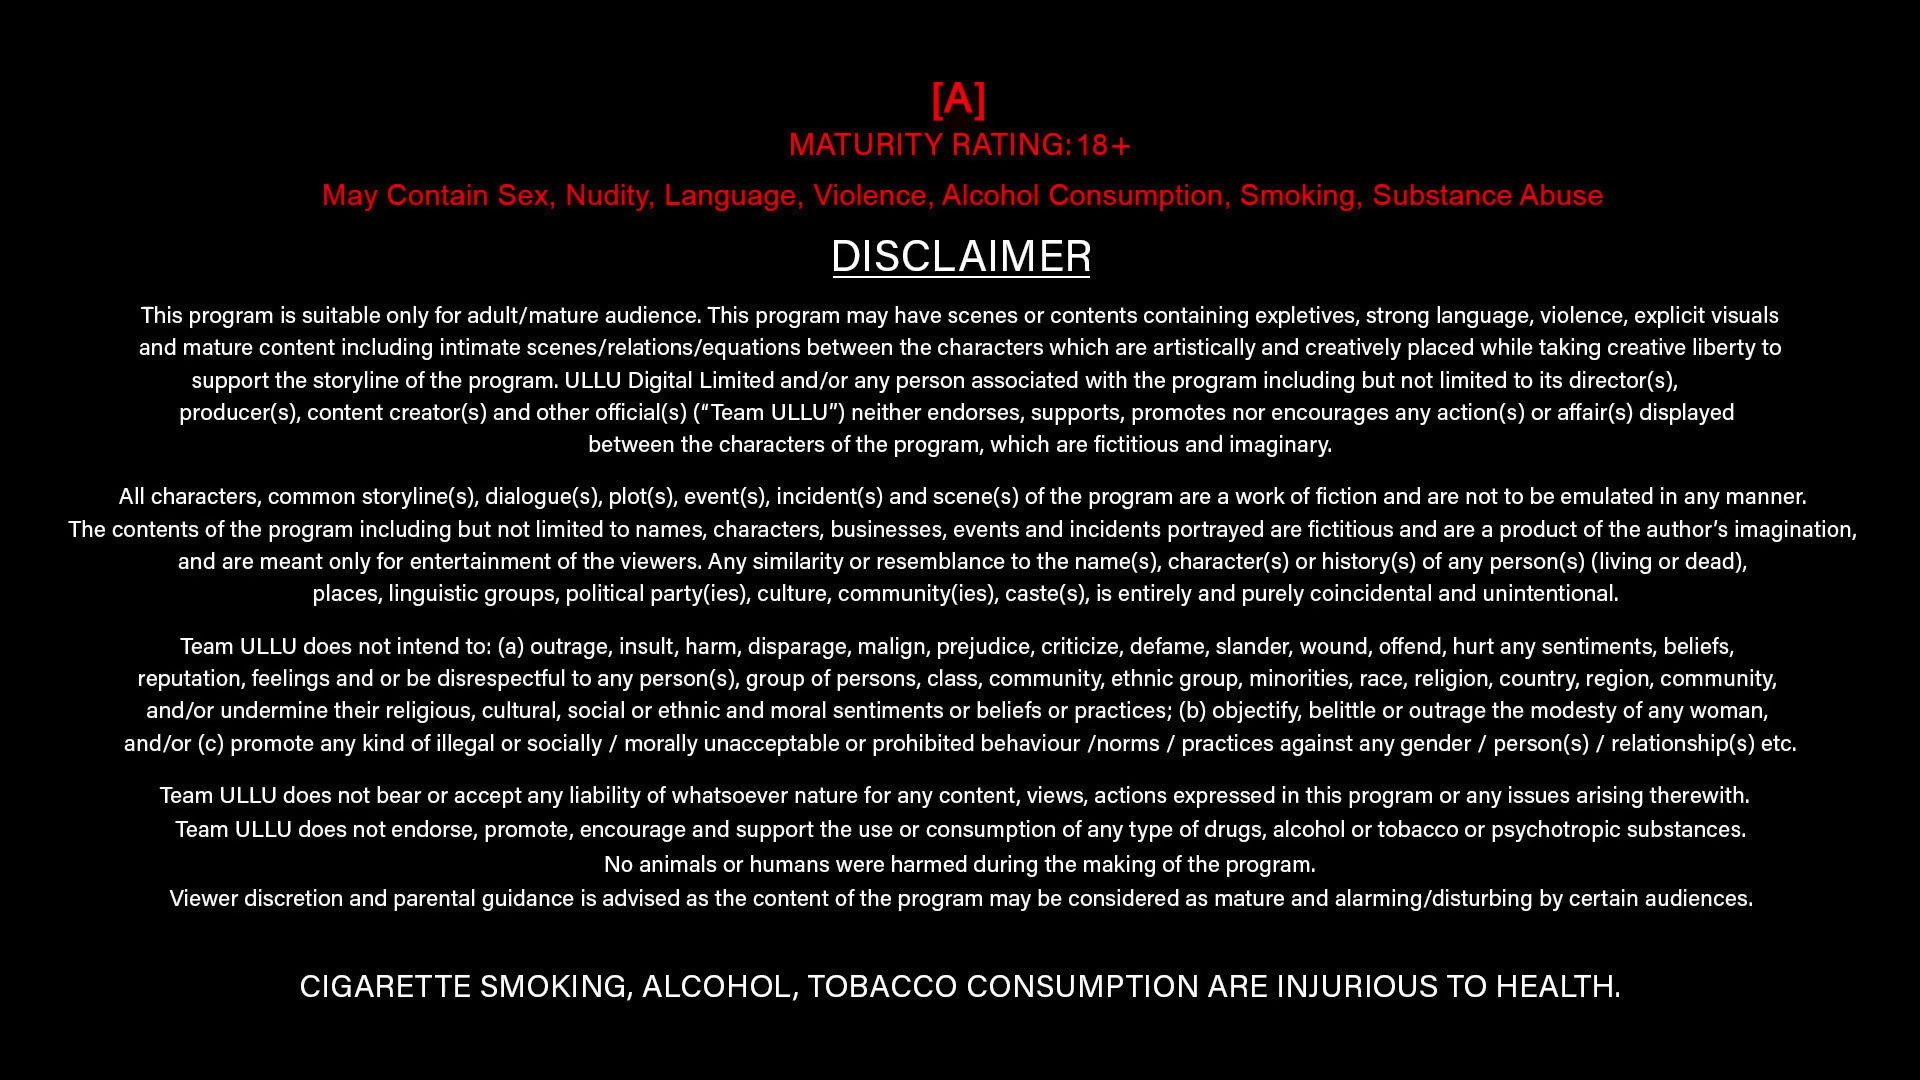 [A]
MATURITY RATING:18+
May Contain Sex, Nudity, Language, Violence, Alcohol Consumption, Smoking, Substance Abuse
DISCLAIMER
This program is suitable only for adult/mature audience. This program may have scenes or contents containing expletives, strong language, violence, explicit visuals
and mature content including intimate scenes/relations/equations between the characters which are artistically and creatively placed while taking creative liberty to
support the storyline of the program. ULLU Digital Limited and/or any person associated with the program including but not limited to its director(s),
producer(s), content creator(s) and other official(s) (“Team ULLU”) neither endorses, supports, promotes nor encourages any action(s) or affair(s) displayed
between the characters of the program, which are fictitious and imaginary.
All characters, common storyline(s), dialogue(s), plot(s), event(s), incident(s) and scene(s) of the program are a work of fiction and are not to be emulated in any manner.
The contents of the program including but not limited to names, characters, businesses, events and incidents portrayed are fictitious and are a product of the author’s imagination,
and are meant only for entertainment of the viewers. Any similarity or resemblance to the name(s), character(s) or history(s) of any person(s) (living or dead),
places, linguistic groups, political party(ies), culture, community(ies), caste(s), is entirely and purely coincidental and unintentional.
Team ULLU does not intend to: (a) outrage, insult, harm, disparage, malign, prejudice, criticize, defame, slander, wound, offend, hurt any sentiments, beliefs,
reputation, feelings and or be disrespectful to any person(s), group of persons, class, community, ethnic group, minorities, race, religion, country, region, community,
and/or undermine their religious, cultural, social or ethnic and moral sentiments or beliefs or practices; (b) objectify, belittle or outrage the modesty of any woman,
and/or (c) promote any kind of illegal or socially / morally unacceptable or prohibited behaviour /norms / practices against any gender / person(s) / relationship(s) etc.
Team ULLU does not bear or accept any liability of whatsoever nature for any content, views, actions expressed in this program or any issues arising therewith.
Team ULLU does not endorse, promote, encourage and support the use or consumption of any type of drugs, alcohol or tobacco or psychotropic substances.
No animals or humans were harmed during the making of the program.
Viewer discretion and parental guidance is advised as the content of the program may be considered as mature and alarming/disturbing by certain audiences.
CIGARETTE SMOKING, ALCOHOL, TOBACCO CONSUMPTION ARE INJURIOUS TO HEALTH.